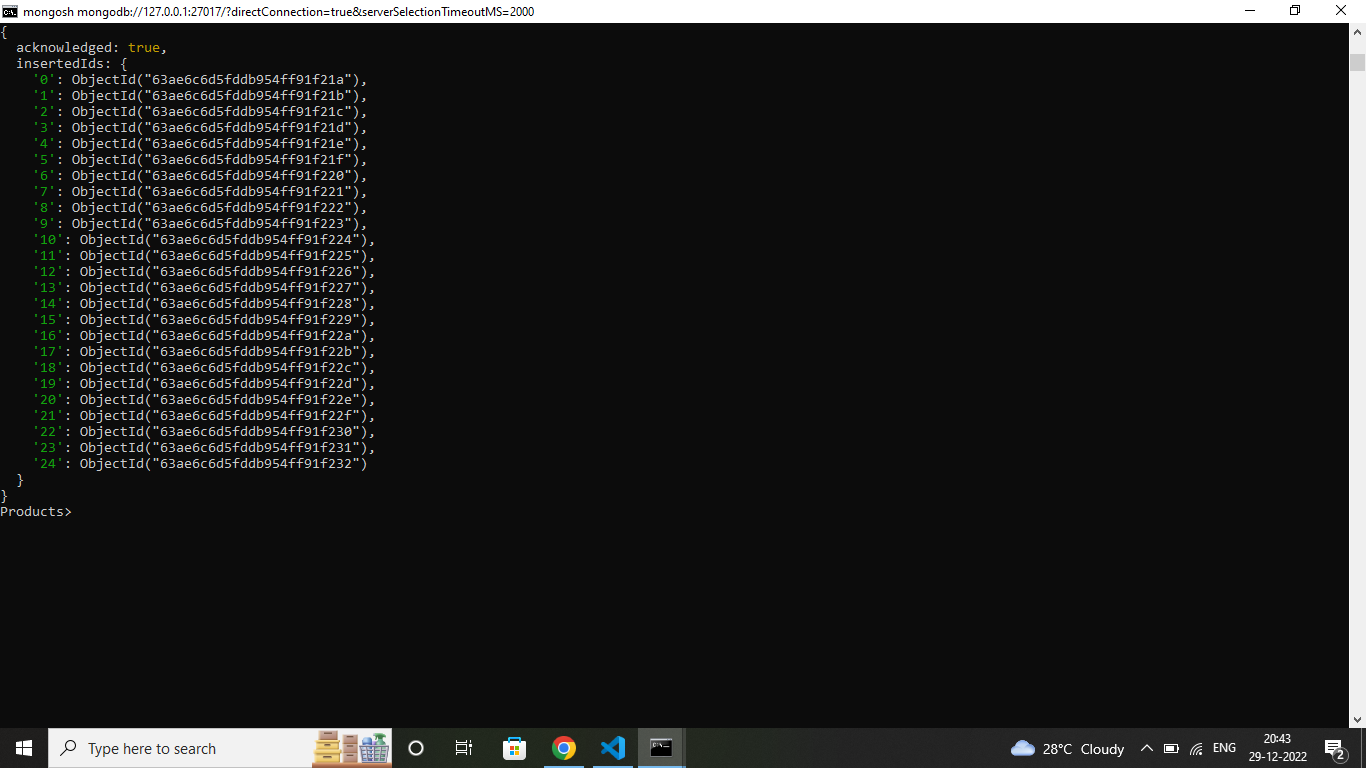 mongosh mongodb://127.0.0.1:27017/?directConnection=true&serverSelectionTimeoutMS=2000
{
  acknowledged: true,
  insertedIds: {
    '0': ObjectId("63ae6c6d5fddb954ff91f21a"),
    '1': ObjectId("63ae6c6d5fddb954ff91f21b"),
    '2': ObjectId("63ae6c6d5fddb954ff91f21c"),
    '3': ObjectId("63ae6c6d5fddb954ff91f21d"),
    '4': ObjectId("63ae6c6d5fddb954ff91f21e"),
    '5': ObjectId("63ae6c6d5fddb954ff91f21f"),
    '6': ObjectId("63ae6c6d5fddb954ff91f220"),
    '7': ObjectId("63ae6c6d5fddb954ff91f221"),
    '8': ObjectId("63ae6c6d5fddb954ff91f222"),
    '9': ObjectId("63ae6c6d5fddb954ff91f223"),
    '10': ObjectId("63ae6c6d5fddb954ff91f224"),
    '11': ObjectId("63ae6c6d5fddb954ff91f225"),
    '12': ObjectId("63ae6c6d5fddb954ff91f226"),
    '13': ObjectId("63ae6c6d5fddb954ff91f227"),
    '14': ObjectId("63ae6c6d5fddb954ff91f228"),
    '15': ObjectId("63ae6c6d5fddb954ff91f229"),
    '16': ObjectId("63ae6c6d5fddb954ff91f22a"),
    '17': ObjectId("63ae6c6d5fddb954ff91f22b"),
    '18': ObjectId("63ae6c6d5fddb954ff91f22c"),
    '19': ObjectId("63ae6c6d5fddb954ff91f22d"),
    '20': ObjectId("63ae6c6d5fddb954ff91f22e"),
    '21': ObjectId("63ae6c6d5fddb954ff91f22f"),
    '22': ObjectId("63ae6c6d5fddb954ff91f230"),
    '23': ObjectId("63ae6c6d5fddb954ff91f231"),
    '24': ObjectId("63ae6c6d5fddb954ff91f232")
  }
}
Products>
Type here to search
28°C Cloudy
ENG
20:43
29-12-2022
2